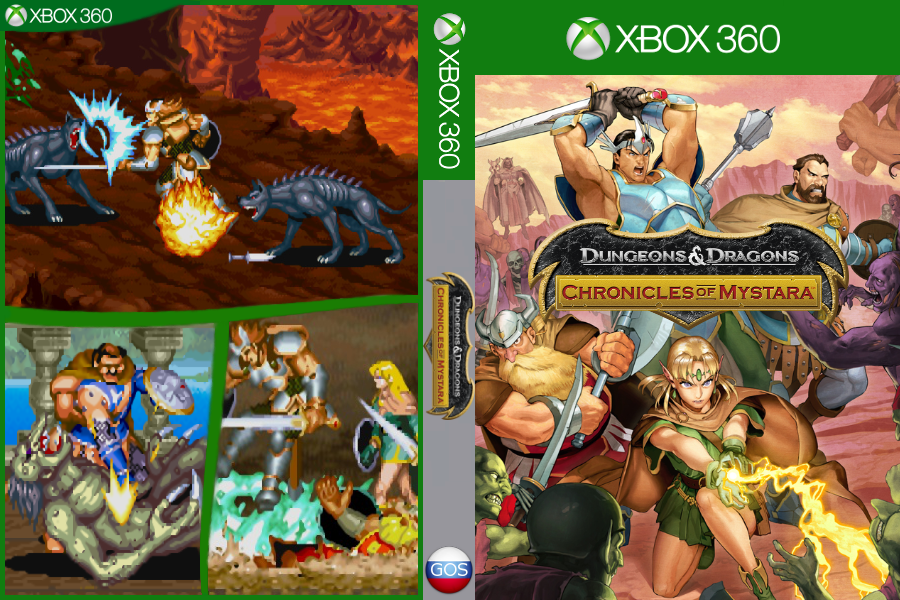 XBOX 360
XBOX 360
DUNGEONS & DRAGONS
CHRONICLES OF MYSTARA
GOS
XBOX 360
DUNGEONS & DRAGONS
CHRONICLES OF MYSTARA